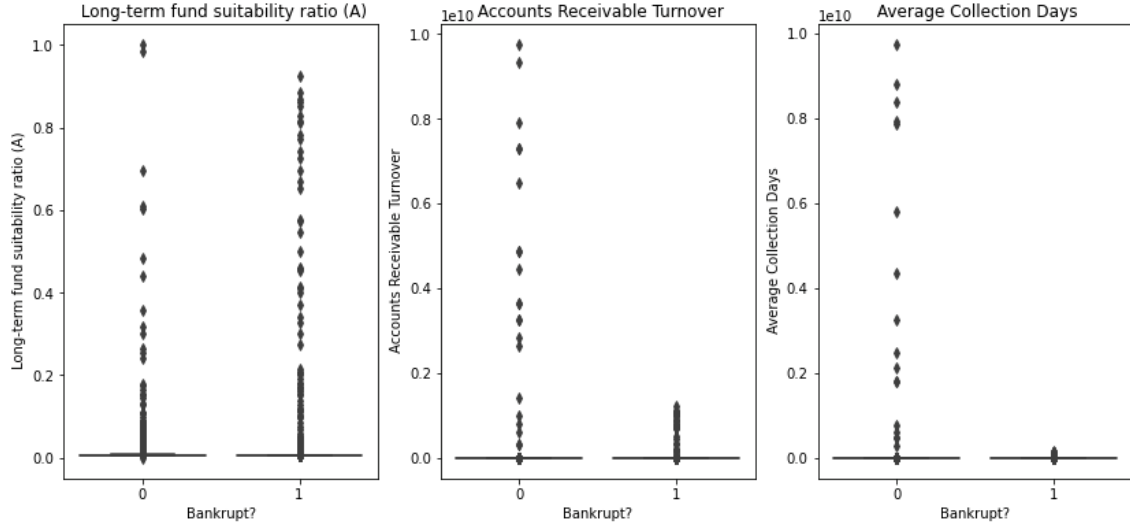 Long-term fund suitability ratio (A)
Long-term fund suitability ratio (A)
1.0
0.8
0.6
0.4
0.2
0.0
0
1
Bankrupt?
1e10
Accounts Receivable Turnover
Accounts Receivable Turnover
1.0
0.8
0.6
0.4
0.2
0.0
0
1
Bankrupt?
1e10
Average Collection Days
Average Collection Days
1.0
0.8
0.6
0.4
0.2
0.0
0
1
Bankrupt?